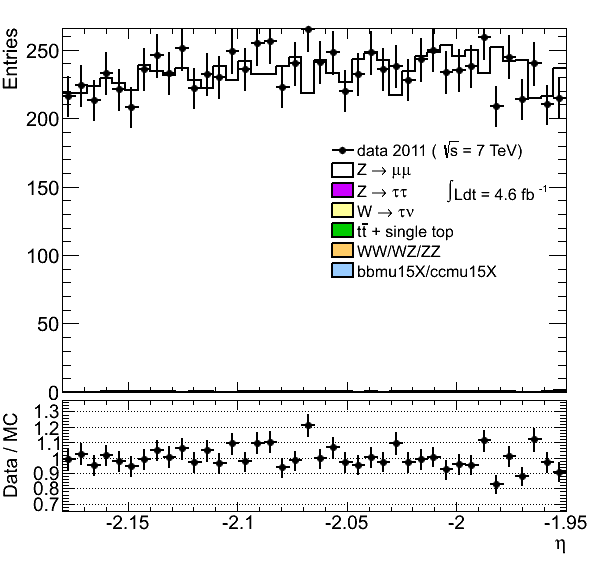 Entries
250
200
150
100
50
0
data 2011 ( √s = 7 TeV)
Z → μμ
Z → ττ
∫Ldt = 4.6 fb⁻¹
W → τν
tt̄ + single top
WW/WZ/ZZ
bbmu15X/ccmu15X
Data / MC
1.3
1.2
1.1
1
0.9
0.8
0.7
-2.15 -2.1 -2.05 -2 -1.95
η